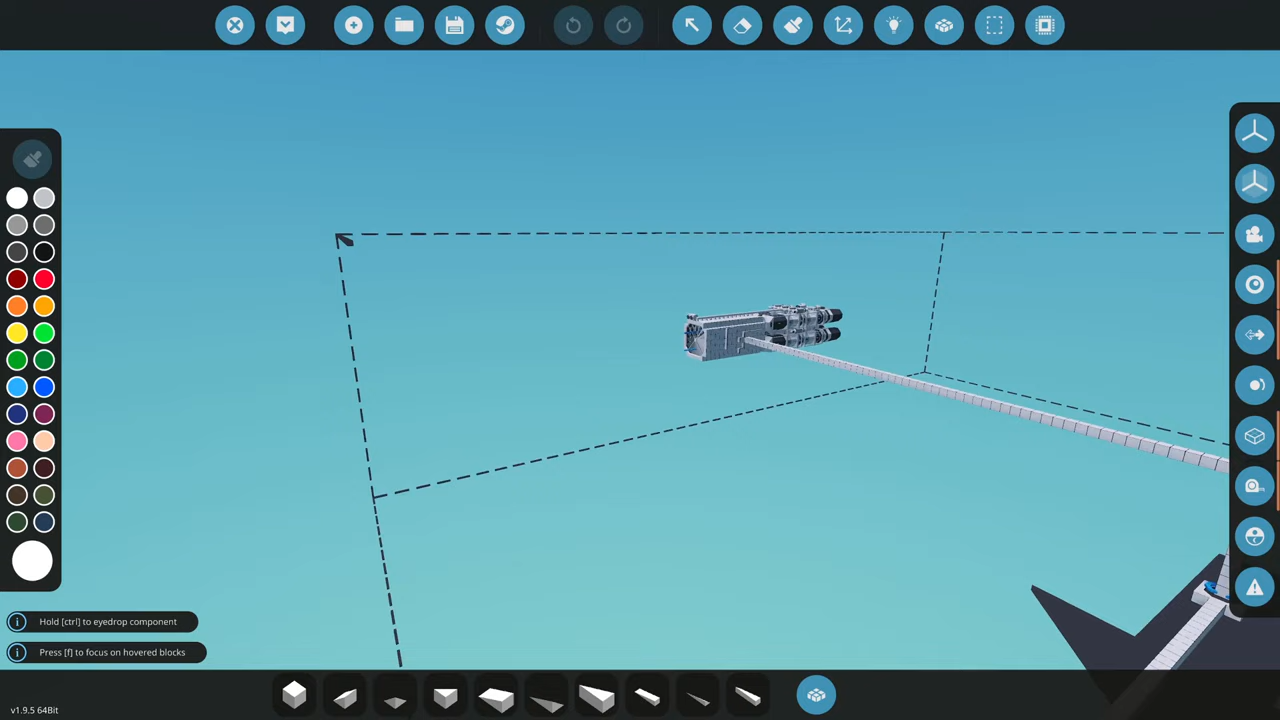 Hold [ctrl] to eyedrop component
Press [f] to focus on hovered blocks
v1.9.5 64Bit